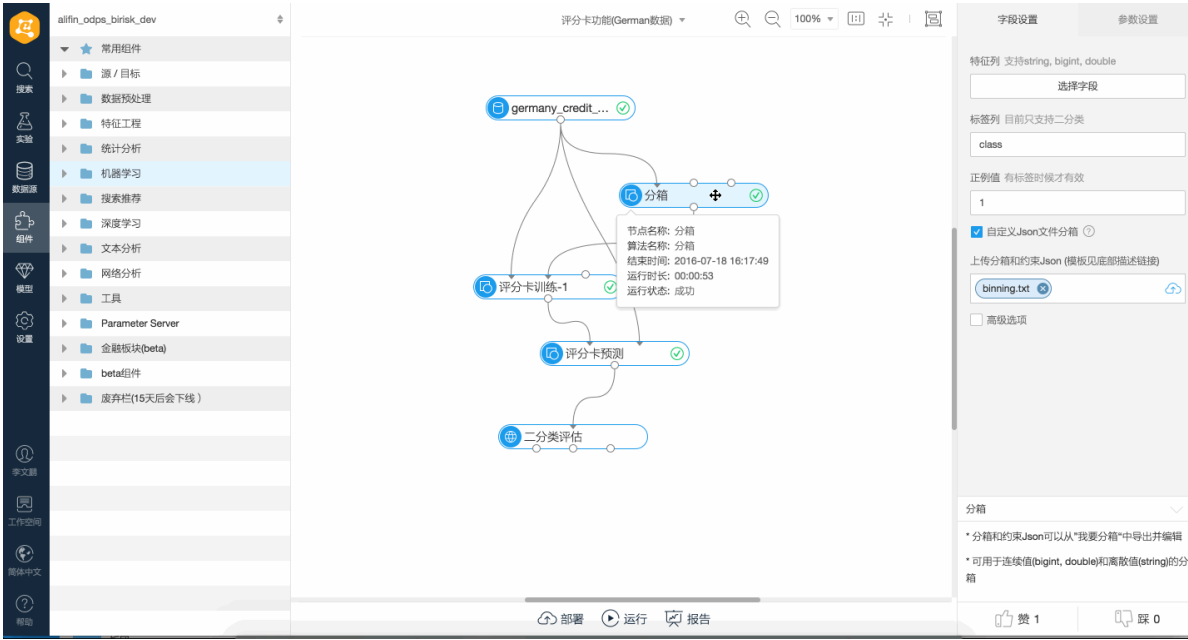 alifin_odps_birisk_dev
评分卡功能(German数据)
100%
字段设置
参数设置
搜索
实验
数据源
组件
模型
设置
李文鹏
工作空间
简体中文
帮助
常用组件
源 / 目标
数据预处理
特征工程
统计分析
机器学习
搜索推荐
深度学习
文本分析
网络分析
工具
Parameter Server
金融板块(beta)
beta组件
废弃栏(15天后会下线 )
germany_credit_...
分箱
节点名称: 分箱
算法名称: 分箱
结束时间: 2016-07-18 16:17:49
运行时长: 00:00:53
运行状态: 成功
评分卡训练-1
评分卡预测
二分类评估
部署
运行
报告
特征列 支持string, bigint, double
选择字段
标签列 目前只支持二分类
class
正例值 有标签时候才有效
1
自定义Json文件分箱
上传分箱和约束Json (模板见底部描述链接)
binning.txt
高级选项
分箱
* 分箱和约束Json可以从"我要分箱"中导出并编辑
* 可用于连续值(bigint, double)和离散值(string)的分
箱
赞 1
踩 0